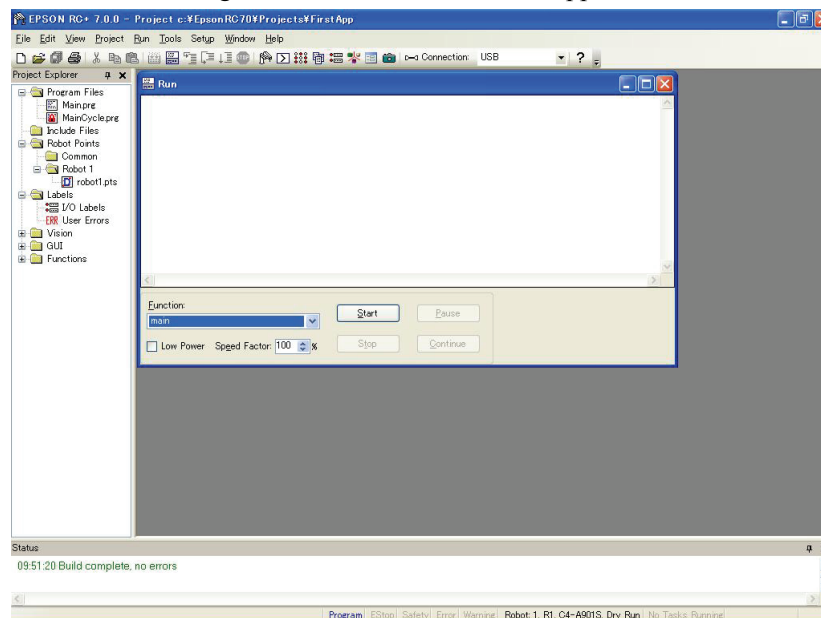 EPSON RC+ 7.0.0 - Project c:¥EpsonRC70¥Projects¥FirstApp
File Edit View Project Run Tools Setup Window Help
Connection: USB
?
Project Explorer
Program Files
Main.prg
MainCycle.prg
Include Files
Robot Points
Common
Robot 1
robot1.pts
Labels
I/O Labels
ERR User Errors
Vision
GUI
Functions
Run
Function:
main
Start
Pause
Low Power
Speed Factor: 100 %
Stop
Continue
Status
09:51:20 Build complete, no errors
Program EStop Safety Error Warning Robot: 1, R1, C4-A901S, Dry Run No Tasks Running